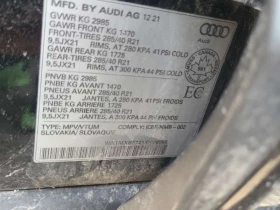 MFD. BY AUDI AG 12 21
GVWR KG 2985
GAWR FRONT KG 1470
FRONT-TIRES 285/40 R21
9,5JX21 RIMS, AT 280 KPA 41 PSI COLD
GAWR REAR KG 1725
REAR-TIRES 285/40 R21
9,5JX21 RIMS, AT 300 KPA 44 PSI COLD
Audi
PNVB KG 2985
PNBE KG AVANT 1470
PNEUS AVANT 285/40 R21
9,5JX21 JANTES, A 280 KPA 41 PSI FROIDS
PNBE KG ARRIERE 1725
PNEUS ARRIERE 285/40 R21
9,5JX21 JANTES, A 300 KPA 44 PSI FROIDS
EC
TYPE: MPV/VTUM
SLOVAKIA / SLOVAQUIE